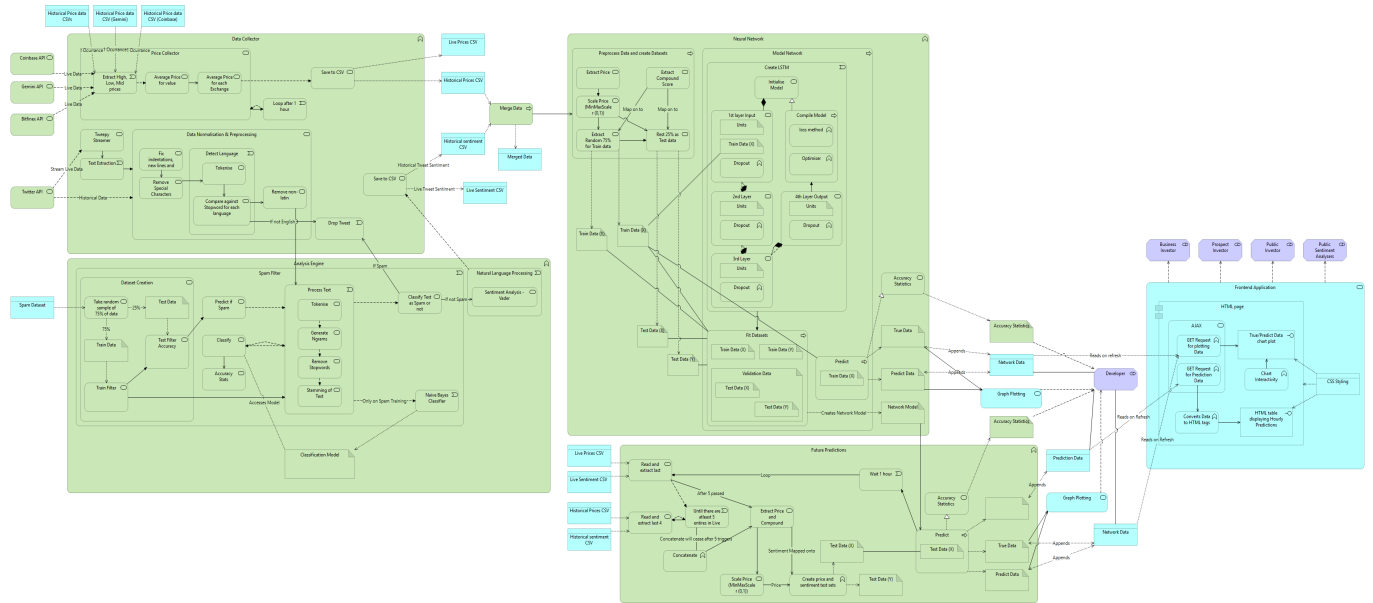 Historical Price data
CSVs
Historical Price data
CSV (Gemini)
Historical Price data
CSV (Coinbase)
Data Collector
Price Collector
Coinbase API
Gemini API
Bitfinex API
Live Data
Live Data
Live Data
Extract High,
Low, Mid
prices
Average Price
for value
Average Price
for each
Exchange
Save to CSV
Loop after 1
hour
Live Prices CSV
Historical Prices CSV
Historical sentiment
CSV
Merge Data
Merged Data
Live Sentiment CSV
Historical Tweet Sentiment
Live Tweet Sentiment
Save to CSV
Twitter API
Tweepy
Streamer
Text Extraction
Stream Live Data
Historical Data
Data Normalisation & Preprocessing
Fix
indentations,
new lines and
Remove
Special
Characters
Detect Language
Tokenise
Compare against
Stopword for each
language
Remove non-
latin
If not English
Drop Tweet
Analysis Engine
Spam Filter
If Spam
Spam Dataset
Dataset Creation
Take random
sample of
75% of data
25%
75%
Test Data
Train Data
Test Filter
Accuracy
Train Filter
Predict if
Spam
Classify
Accuracy
Stats
Accesses Model
Process Text
Tokenise
Generate
Ngrams
Remove
Stopwords
Stemming of
Text
Only on Spam Training
Classify Text
as Spam or
not
If not Spam
Naive Bayes
Classifier
Classification Model
Natural Language Processing
Sentiment Analysis -
Vader
Neural Network
Preprocess Data and create Datasets
Extract Price
Extract
Compound
Score
Scale Price
(MinMaxScale
r (0,1))
Map on to
Map on to
Extract
Random 75%
for Train data
Rest 25% as
Test data
Train Data (Y)
Train Data (X)
Test Data (X)
Test Data (Y)
Model Network
Create LSTM
Initialise
Model
1st layer Input
Units
Train Data (X)
Dropout
2nd Layer
Units
Dropout
3rd Layer
Units
Dropout
Compile Model
loss method
Optimiser
4th Layer Output
Units
Dropout
Fit Datasets
Train Data (X)
Train Data (Y)
Validation Data
Test Data (X)
Test Data (Y)
Predict
Train Data (X)
Creates Network Model
Accuracy
Statistics
True Data
Predict Data
Network Model
Accuracy Statistics
Appends
Appends
Network Data
Graph Plotting
Developer
Accuracy Statistics
Reads on refresh
Reads on Refresh
Reads on Refresh
Prediction Data
Graph Plotting
Network Data
Appends
Appends
Appends
Future Predictions
Live Prices CSV
Live Sentiment CSV
Historical Prices CSV
Historical sentiment
CSV
Read and
extract last
Read and
extract last 4
Loop
After 5 passed
Until there are
atleast 5
entires in Live
Concatenate will cease after 5 triggers
Concatenate
Extract Price
and
Compound
Wait 1 hour
Sentiment Mapped onto
Scale Price
(MinMaxScale
r (0,1))
Price
Create price and
sentiment test sets
Test Data (X)
Test Data (Y)
Accuracy
Statistics
Predict
Test Data (X)
True Data
Predict Data
Business
Investor
Prospect
Investor
Public
Investor
Public
Sentiment
Analysers
Frontend Application
HTML page
AJAX
GET Request
for plotting
Data
GET Request
for Prediction
Data
Converts Data
to HTML tags
True/Predict Data
chart plot
Chart
Interactivity
HTML table
displaying Hourly
Predictions
CSS Styling